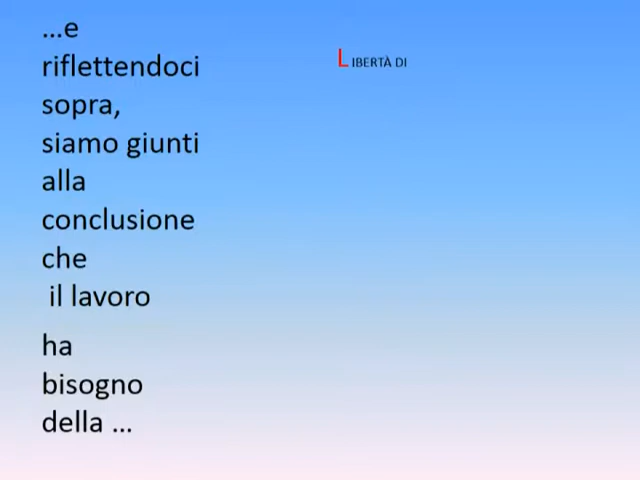 ...e
riflettendoci
sopra,
siamo giunti
alla
conclusione
che
il lavoro
ha
bisogno
della ...
LIBERTÀ DI